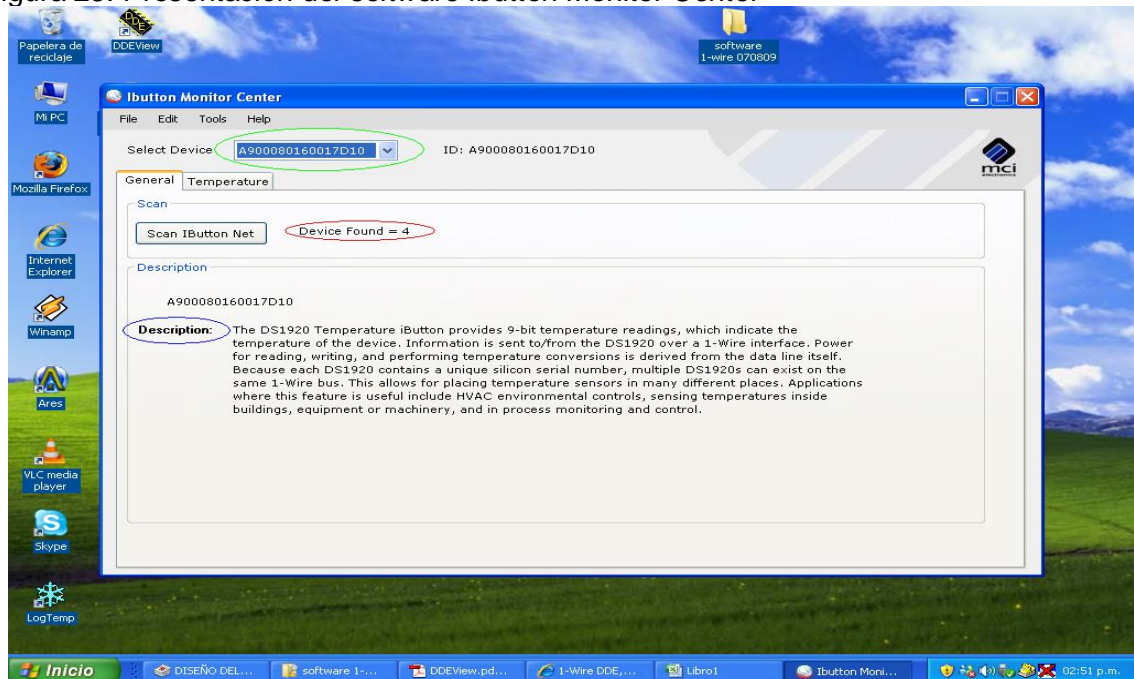 Papelera de
reciclaje
DDEView
software
1-wire 070809
Mi PC
Mozilla Firefox
Internet
Explorer
Winamp
Ares
VLC media
player
Skype
LogTemp
Ibutton Monitor Center
File Edit Tools Help
Select Device A900080160017D10 ID: A900080160017D10
mci
General Temperature
Scan
Scan IButton Net Device Found = 4
Description
A900080160017D10
Description: The DS1920 Temperature iButton provides 9-bit temperature readings, which indicate the
temperature of the device. Information is sent to/from the DS1920 over a 1-Wire interface. Power
for reading, writing, and performing temperature conversions is derived from the data line itself.
Because each DS1920 contains a unique silicon serial number, multiple DS1920s can exist on the
same 1-Wire bus. This allows for placing temperature sensors in many different places. Applications
where this feature is useful include HVAC environmental controls, sensing temperatures inside
buildings, equipment or machinery, and in process monitoring and control.
Inicio DISEÑO DEL... software 1-... DDEView.pd... 1-Wire DDE,... Libro1 Ibutton Moni... 02:51 p.m.